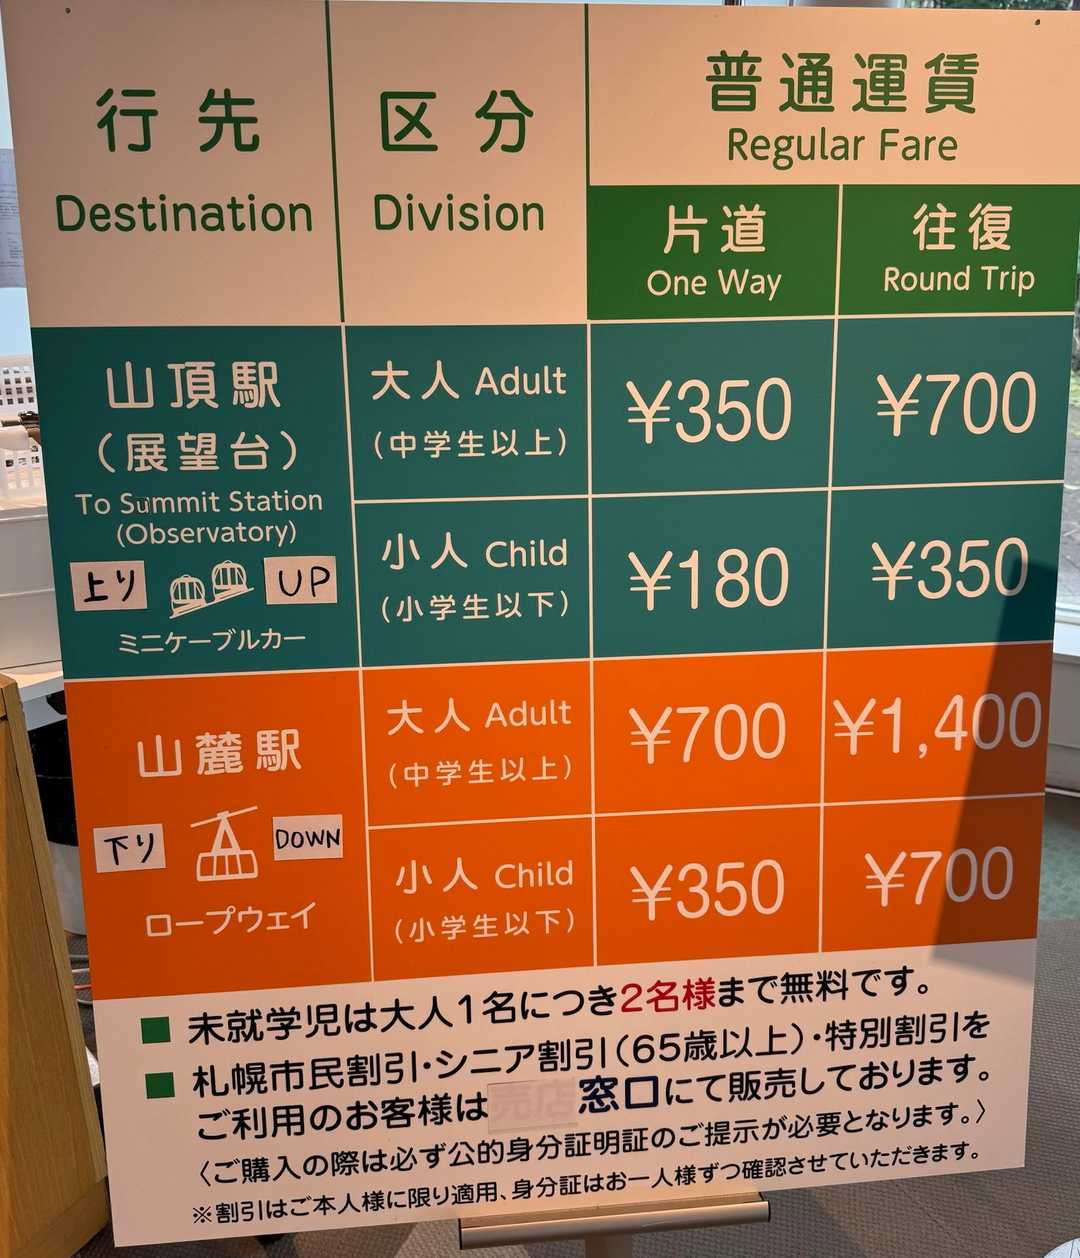 行先
Destination
区分
Division
普通運賃
Regular Fare
片道
One Way
往復
Round Trip
山頂駅
（展望台）
To Summit Station
(Observatory)
上り
UP
ミニケーブルカー
大人 Adult
（中学生以上）
¥350
¥700
小人 Child
（小学生以下）
¥180
¥350
山麓駅
下り
DOWN
ロープウェイ
大人 Adult
（中学生以上）
¥700
¥1,400
小人 Child
（小学生以下）
¥350
¥700
未就学児は大人1名につき2名様まで無料です。
札幌市民割引・シニア割引（65歳以上）・特別割引を
ご利用のお客様は売店窓口にて販売しております。
〈ご購入の際は必ず公的身分証明証のご提示が必要となります。〉
※割引はご本人様に限り適用、身分証はお一人様ずつ確認させていただきます。